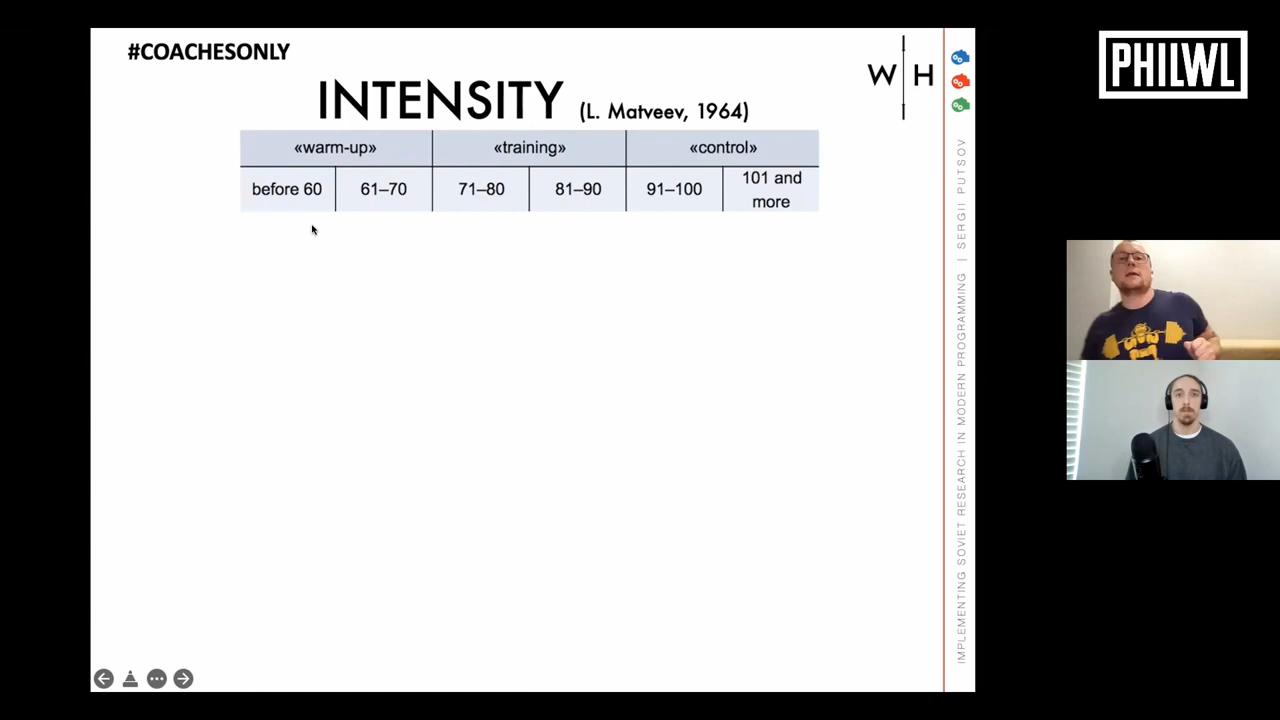 #COACHESONLY
INTENSITY (L. Matveev, 1964)
W H
PHILWL
«warm-up» «training» «control»
before 60 61–70 71–80 81–90 91–100 101 and more
IMPLEMENTING SOVIET RESEARCH IN MODERN PROGRAMMING | SERGII PUTSOV